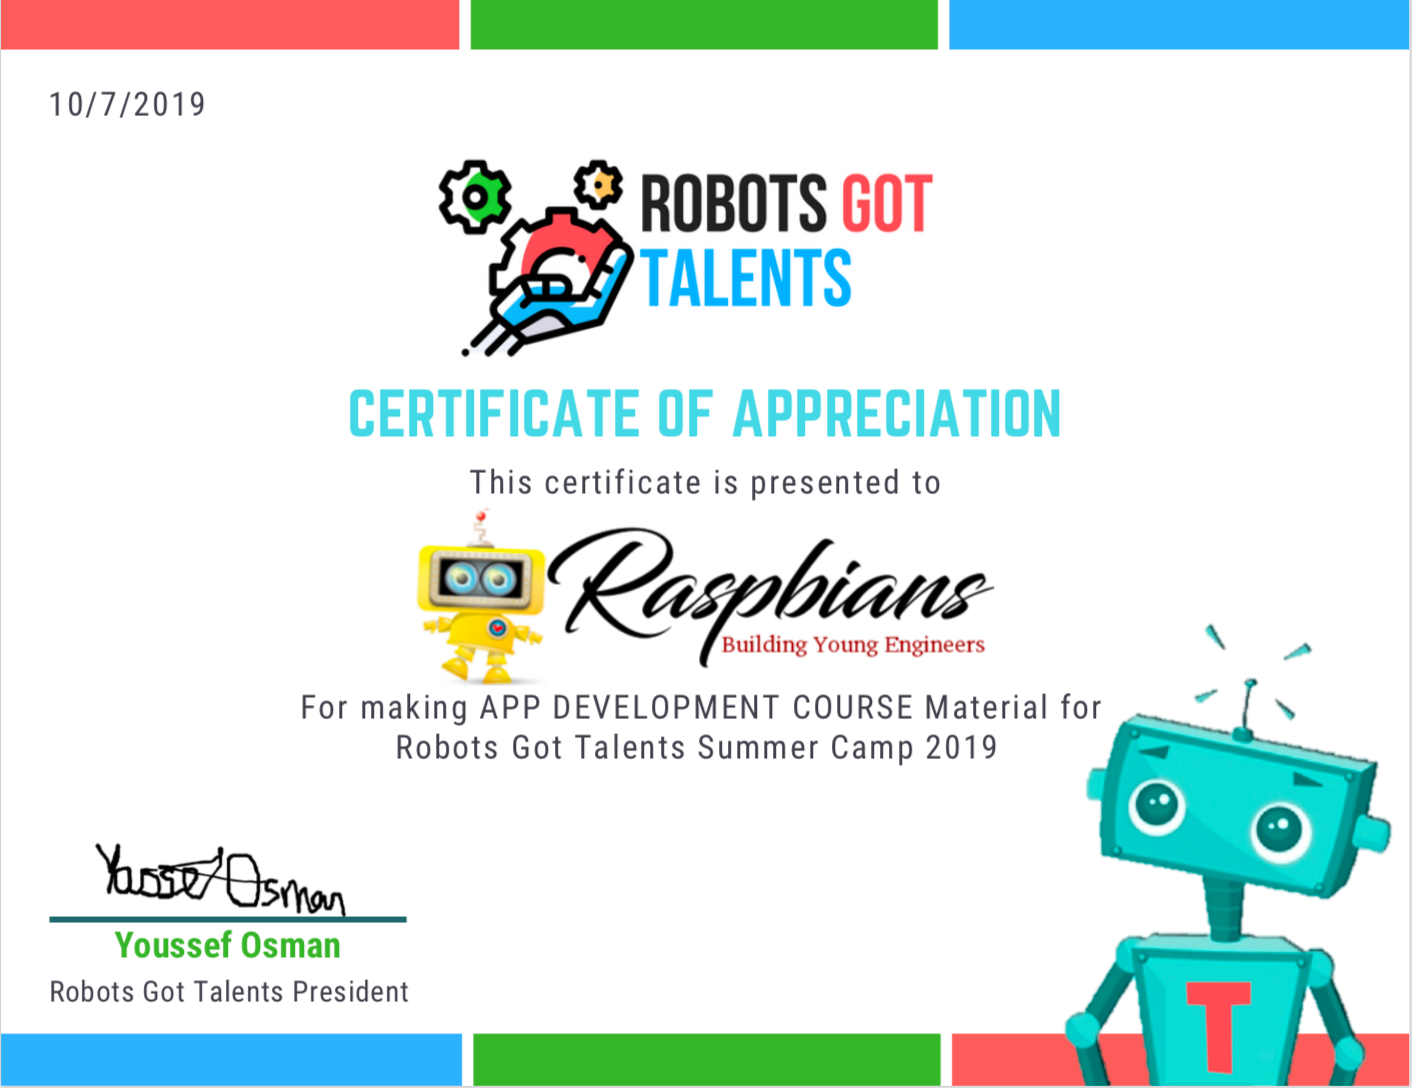 10/7/2019
ROBOTS GOT
TALENTS
CERTIFICATE OF APPRECIATION
This certificate is presented to
Raspbians
Building Young Engineers
For making APP DEVELOPMENT COURSE Material for
Robots Got Talents Summer Camp 2019
Youssef Osman
Youssef Osman
Robots Got Talents President
T